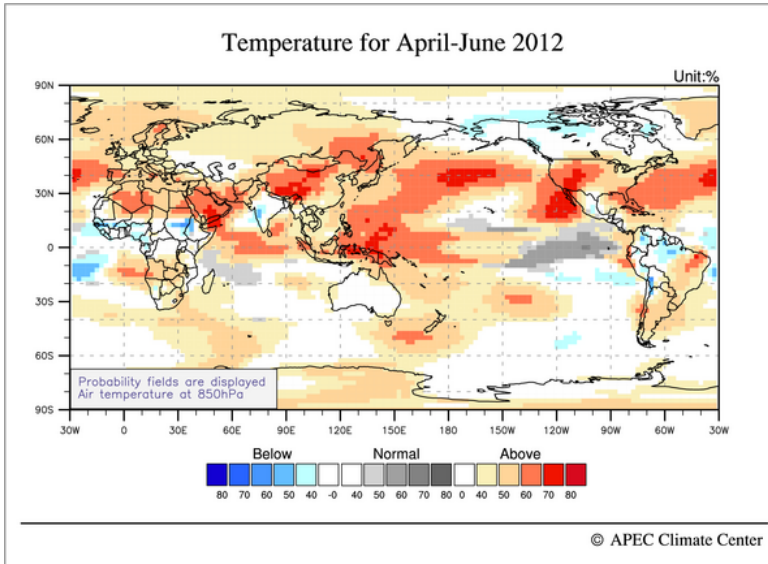 Temperature for April-June 2012
Unit:%
90N
60N
30N
0
30S
60S
90S
Probability fields are displayed
Air temperature at 850hPa
30W 0 30E 60E 90E 120E 150E 180 150W 120W 90W 60W 30W
Below Normal Above
80 70 60 50 40 -0 40 50 60 70 80 0 40 50 60 70 80
© APEC Climate Center